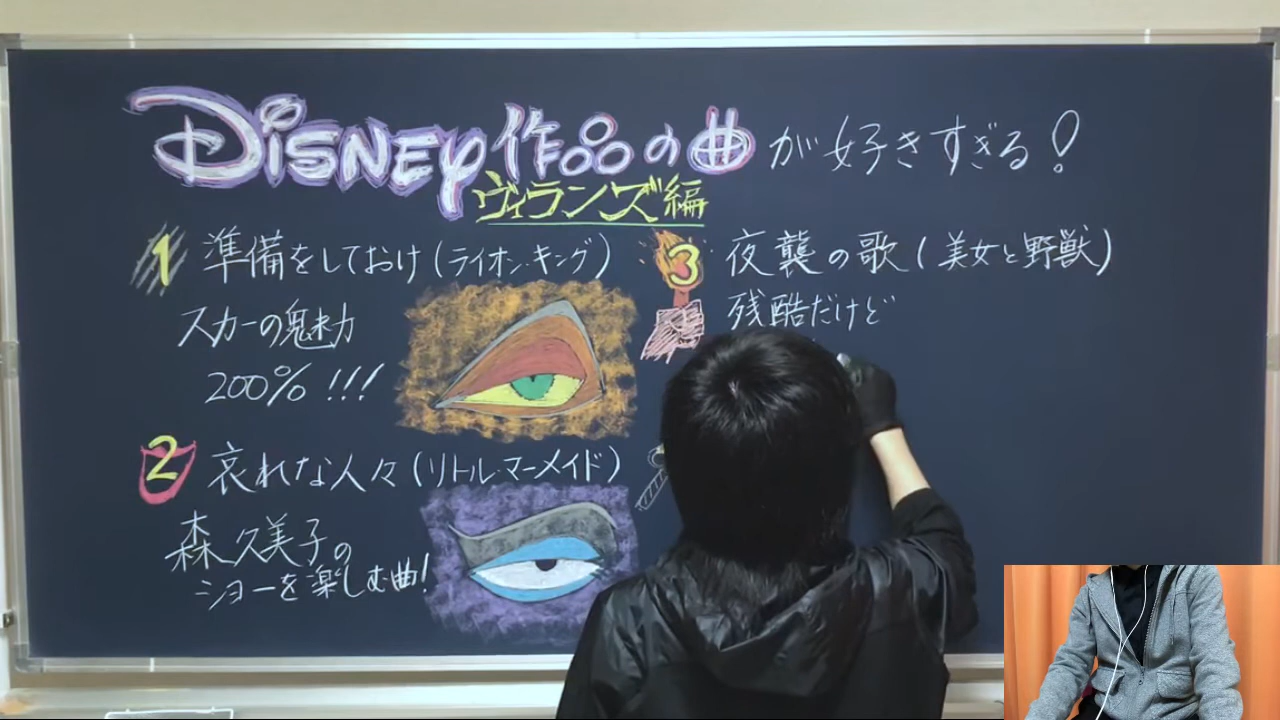 DISNEY作品の曲が好きすぎる!
ヴィランズ編
1 準備をしておけ(ライオン・キング)
スカーの魅力
200%!!!
2 哀れな人々(リトル・マーメイド)
森久美子の
ショーを楽しむ曲!
3 夜襲の歌(美女と野獣)
残酷だけど